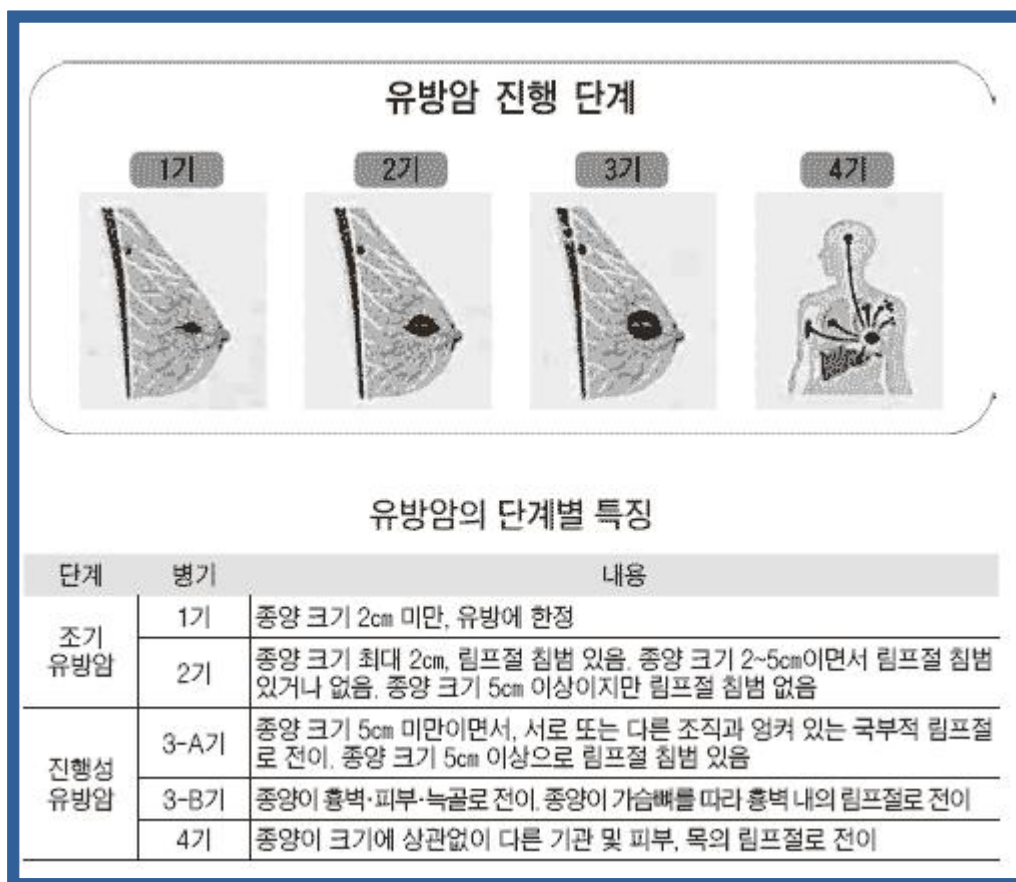 유방암 진행 단계
1기
2기
3기
4기
유방암의 단계별 특징
단계 병기 내용
조기
유방암
1기 종양 크기 2㎝ 미만, 유방에 한정
2기 종양 크기 최대 2cm, 림프절 침범 있음. 종양 크기 2~5㎝이면서 림프절 침범
있거나 없음. 종양 크기 5㎝ 이상이지만 림프절 침범 없음
진행성
유방암
3-A기 종양 크기 5㎝ 미만이면서, 서로 또는 다른 조직과 엉켜 있는 국부적 림프절
로 전이. 종양 크기 5㎝ 이상으로 림프절 침범 있음
3-B기 종양이 흉벽·피부·늑골로 전이. 종양이 가슴뼈를 따라 흉벽 내의 림프절로 전이
4기 종양이 크기에 상관없이 다른 기관 및 피부, 목의 림프절로 전이